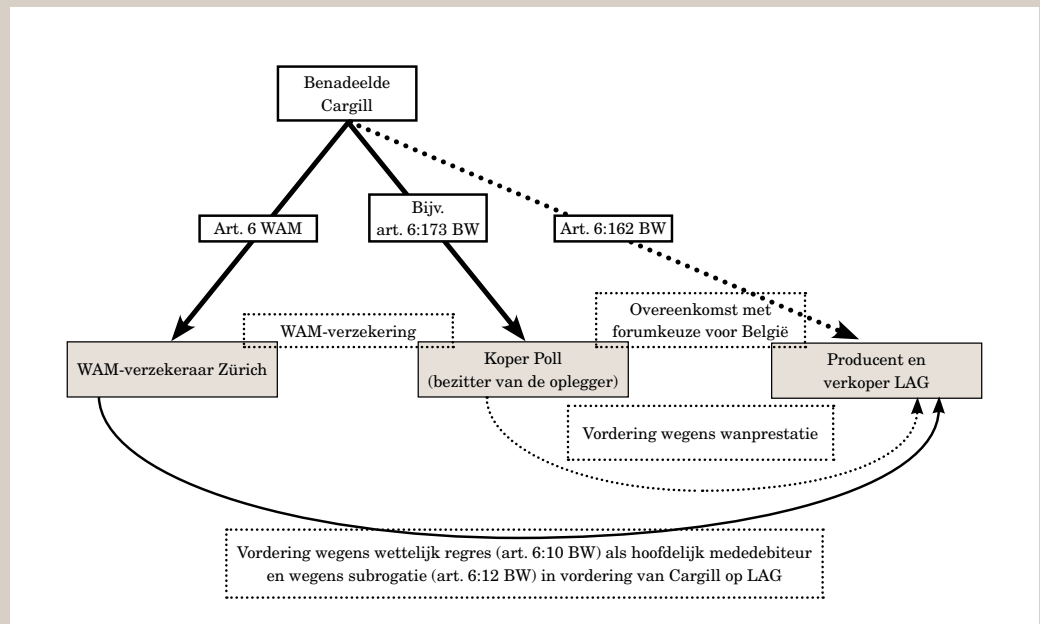 Benadeelde
Cargill
Art. 6 WAM
Bijv.
art. 6:173 BW
Art. 6:162 BW
WAM-verzekering
Overeenkomst met
forumkeuze voor België
WAM-verzekeraar Zürich
Koper Poll
(bezitter van de oplegger)
Producent en
verkoper LAG
Vordering wegens wanprestatie
Vordering wegens wettelijk regres (art. 6:10 BW) als hoofdelijk mededebiteur
en wegens subrogatie (art. 6:12 BW) in vordering van Cargill op LAG